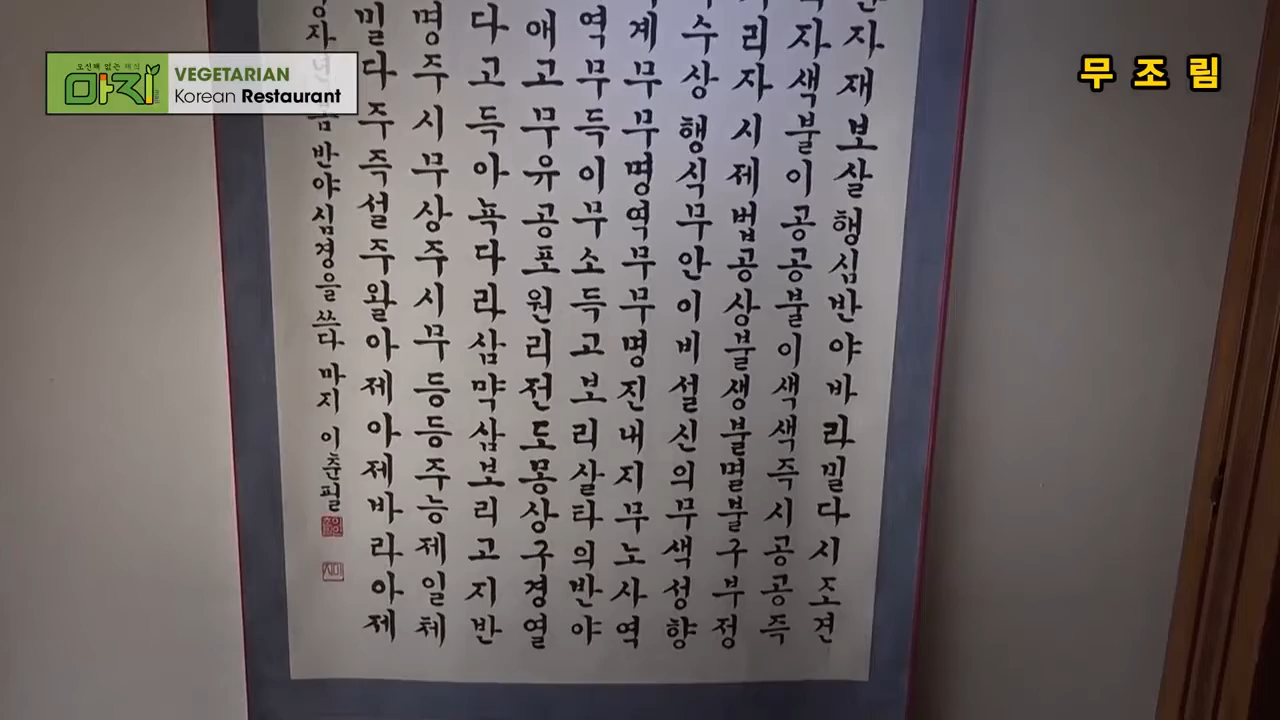 오신채 없는 채식
마지
VEGETARIAN
Korean Restaurant
무조림
자재보살행심반야바라밀다시조견
자색불이공공불이색색즉시공공즉
리자시제법공상불생불멸불구부정
수상행식무안이비설신의무색성향
계무무명역무무명진내지무노사역
역무득이무소득고보리살타의반야
애고무유공포원리전도몽상구경열
다고득아뇩다라삼먁삼보리고지반
명주시무상주시무등등주능제일체
밀다주즉설주왈아제아제바라아제
반야심경을 쓰다 마지 이춘필